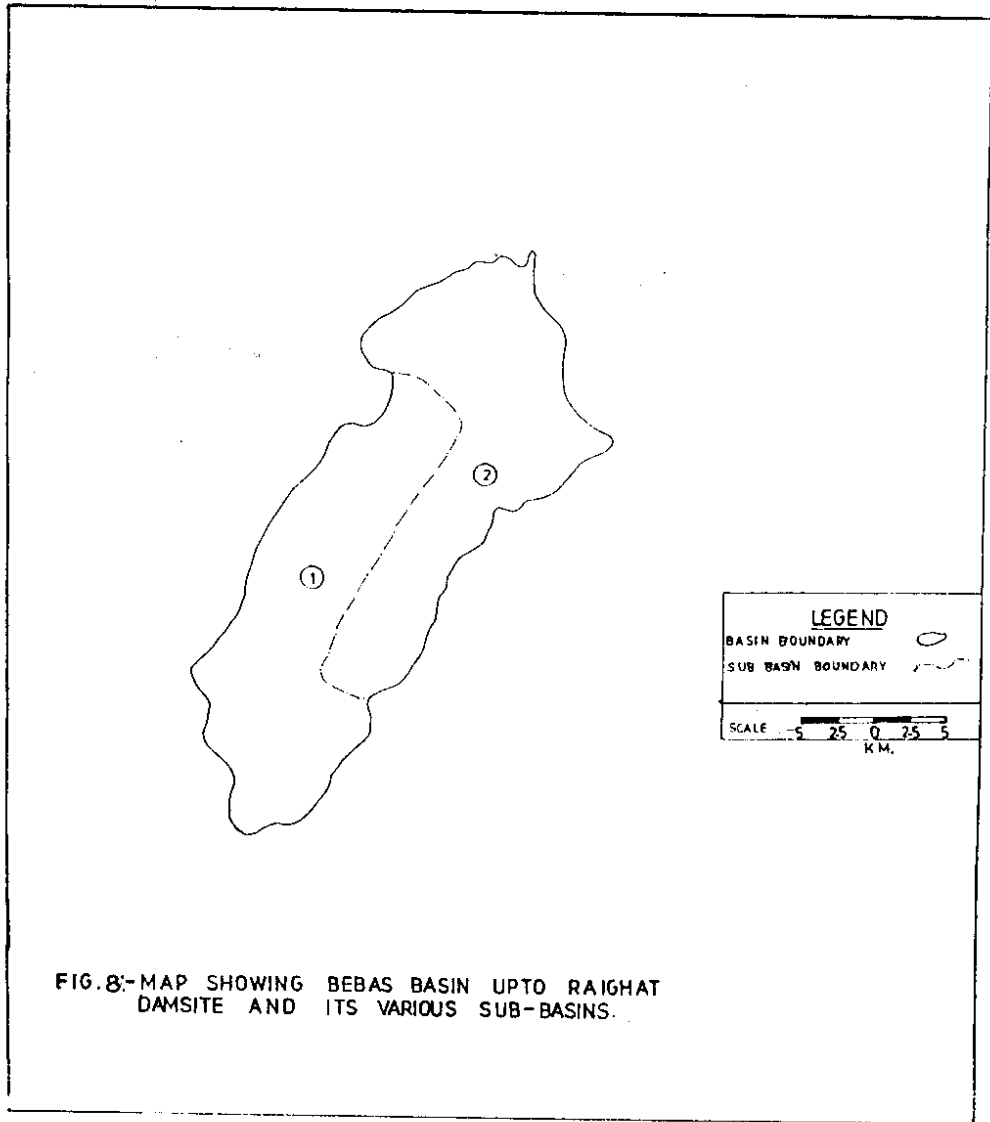 2
1
LEGEND
BASIN BOUNDARY
SUB BASIN BOUNDARY
SCALE 5 2.5 0 2.5 5
KM.
FIG. 8:-MAP SHOWING BEBAS BASIN UPTO RAIGHAT
DAMSITE AND ITS VARIOUS SUB-BASINS.